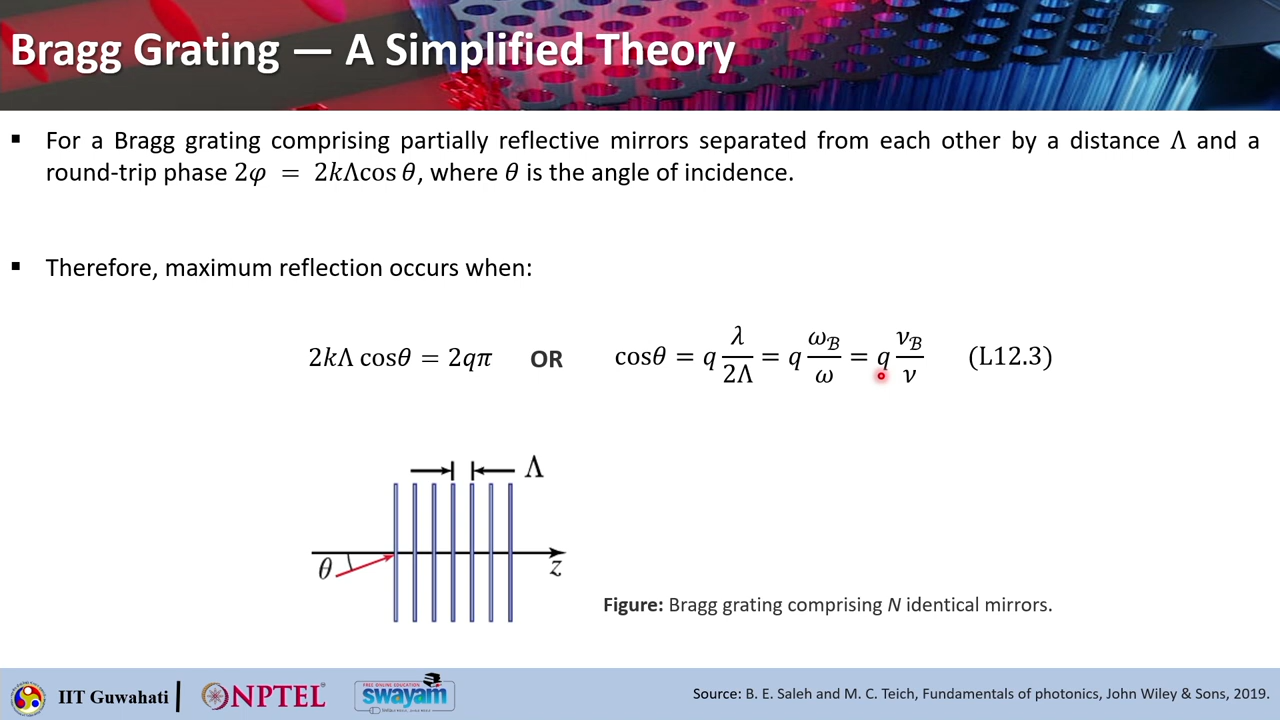 Bragg Grating — A Simplified Theory
▪ For a Bragg grating comprising partially reflective mirrors separated from each other by a distance Λ and a
round-trip phase 2φ = 2kΛcos θ, where θ is the angle of incidence.
▪ Therefore, maximum reflection occurs when:
2kΛ cosθ = 2qπ OR cosθ = q λ/2Λ = q ω_ℬ/ω = q ν_ℬ/ν (L12.3)
Λ
θ
z
Figure: Bragg grating comprising N identical mirrors.
IIT Guwahati
NPTEL
FREE ONLINE EDUCATION
swayam
Source: B. E. Saleh and M. C. Teich, Fundamentals of photonics, John Wiley & Sons, 2019.